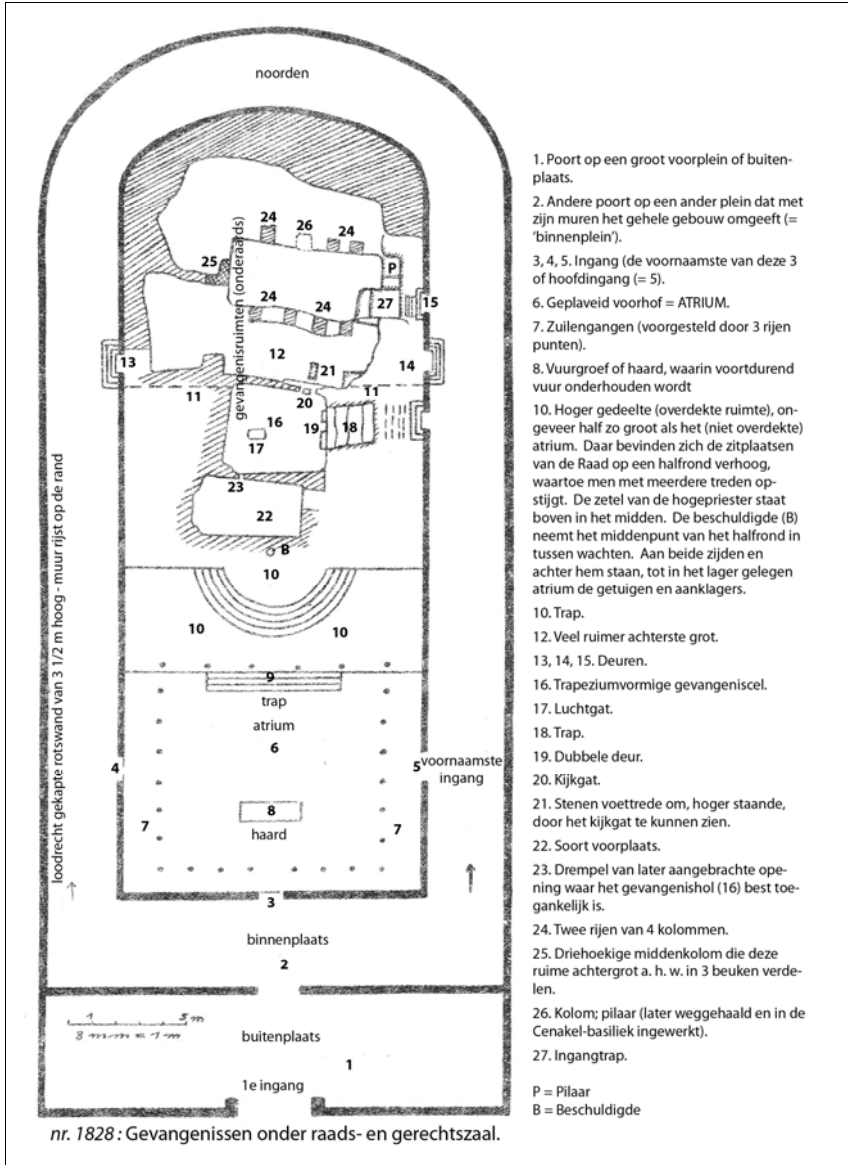 noorden
24
26
24
25
P
24
24
27
15
gevangenisruimten (onderaards)
12
21
13
14
11
20
11
16
19
18
17
23
22
B
10
10
10
loodrecht gekapte rotswand van 3 1/2 m hoog - muur rijst op de rand
9
trap
atrium
6
4
5 voornaamste
ingang
8
7
7
haard
3
binnenplaats
2
1 5 m
8 mm = 1 m
buitenplaats
1
1e ingang
1. Poort op een groot voorplein of buiten-
plaats.
2. Andere poort op een ander plein dat met
zijn muren het gehele gebouw omgeeft (=
‘binnenplein’).
3, 4, 5. Ingang (de voornaamste van deze 3
of hoofdingang (= 5).
6. Geplaveid voorhof = ATRIUM.
7. Zuilengangen (voorgesteld door 3 rijen
punten).
8. Vuurgroef of haard, waarin voortdurend
vuur onderhouden wordt
10. Hoger gedeelte (overdekte ruimte), on-
geveer half zo groot als het (niet overdekte)
atrium. Daar bevinden zich de zitplaatsen
van de Raad op een halfrond verhoog,
waartoe men met meerdere treden op-
stijgt. De zetel van de hogepriester staat
boven in het midden. De beschuldigde (B)
neemt het middenpunt van het halfrond in
tussen wachten. Aan beide zijden en
achter hem staan, tot in het lager gelegen
atrium de getuigen en aanklagers.
10. Trap.
12. Veel ruimer achterste grot.
13, 14, 15. Deuren.
16. Trapeziumvormige gevangeniscel.
17. Luchtgat.
18. Trap.
19. Dubbele deur.
20. Kijkgat.
21. Stenen voettrede om, hoger staande,
door het kijkgat te kunnen zien.
22. Soort voorplaats.
23. Drempel van later aangebrachte ope-
ning waar het gevangenishol (16) best toe-
gankelijk is.
24. Twee rijen van 4 kolommen.
25. Driehoekige middenkolom die deze
ruime achtergrot a. h. w. in 3 beuken verde-
len.
26. Kolom; pilaar (later weggehaald en in de
Cenakel-basiliek ingewerkt).
27. Ingangtrap.
P = Pilaar
B = Beschuldigde
nr. 1828 : Gevangenissen onder raads- en gerechtszaal.